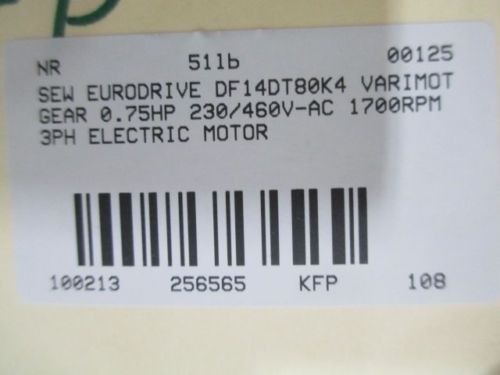 NR 51lb 00125
SEW EURODRIVE DF14DT80K4 VARIMOT
GEAR 0.75HP 230/460V-AC 1700RPM
3PH ELECTRIC MOTOR
100213 256565 KFP 108